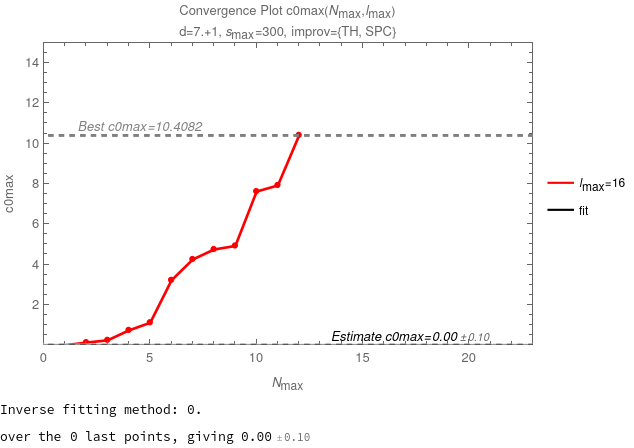 Convergence Plot c0max(Nmax,lmax)
d=7.+1, smax=300, improv={TH, SPC}
14
12
10
8
6
4
2
c0max
Best c0max=10.4082
Estimate c0max=0.00 ±0.10
0 5 10 15 20
Nmax
lmax=16
fit
Inverse fitting method: 0.
over the 0 last points, giving 0.00 ±0.10